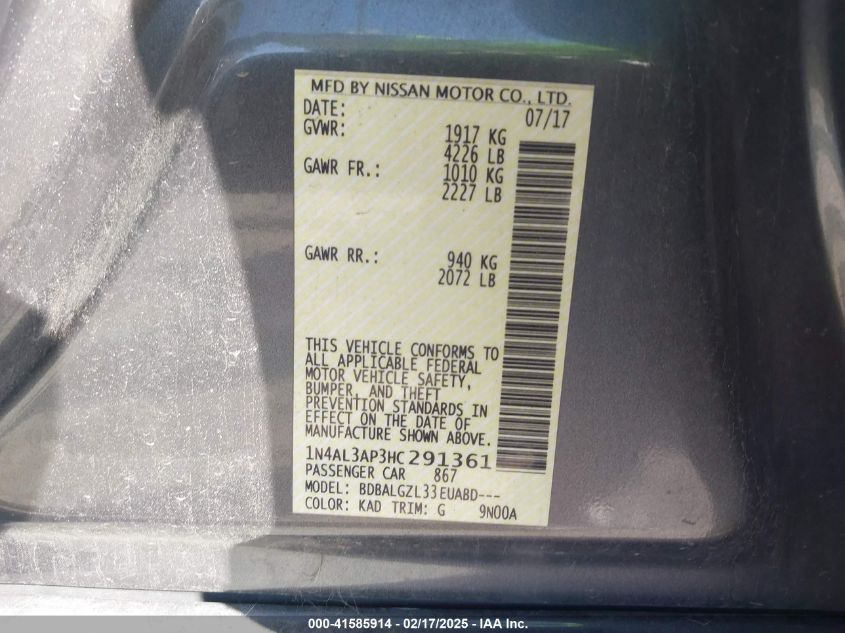 MFD BY NISSAN MOTOR CO., LTD.
DATE: 07/17
GVWR: 1917 KG
4226 LB
GAWR FR.: 1010 KG
2227 LB
GAWR RR.: 940 KG
2072 LB
THIS VEHICLE CONFORMS TO
ALL APPLICABLE FEDERAL
MOTOR VEHICLE SAFETY,
BUMPER, AND THEFT
PREVENTION STANDARDS IN
EFFECT ON THE DATE OF
MANUFACTURE SHOWN ABOVE.
1N4AL3AP3HC291361
PASSENGER CAR 867
MODEL: BDBALGZL33EUABD---
COLOR: KAD TRIM: G 9N00A
000-41585914 - 02/17/2025 - IAA Inc.